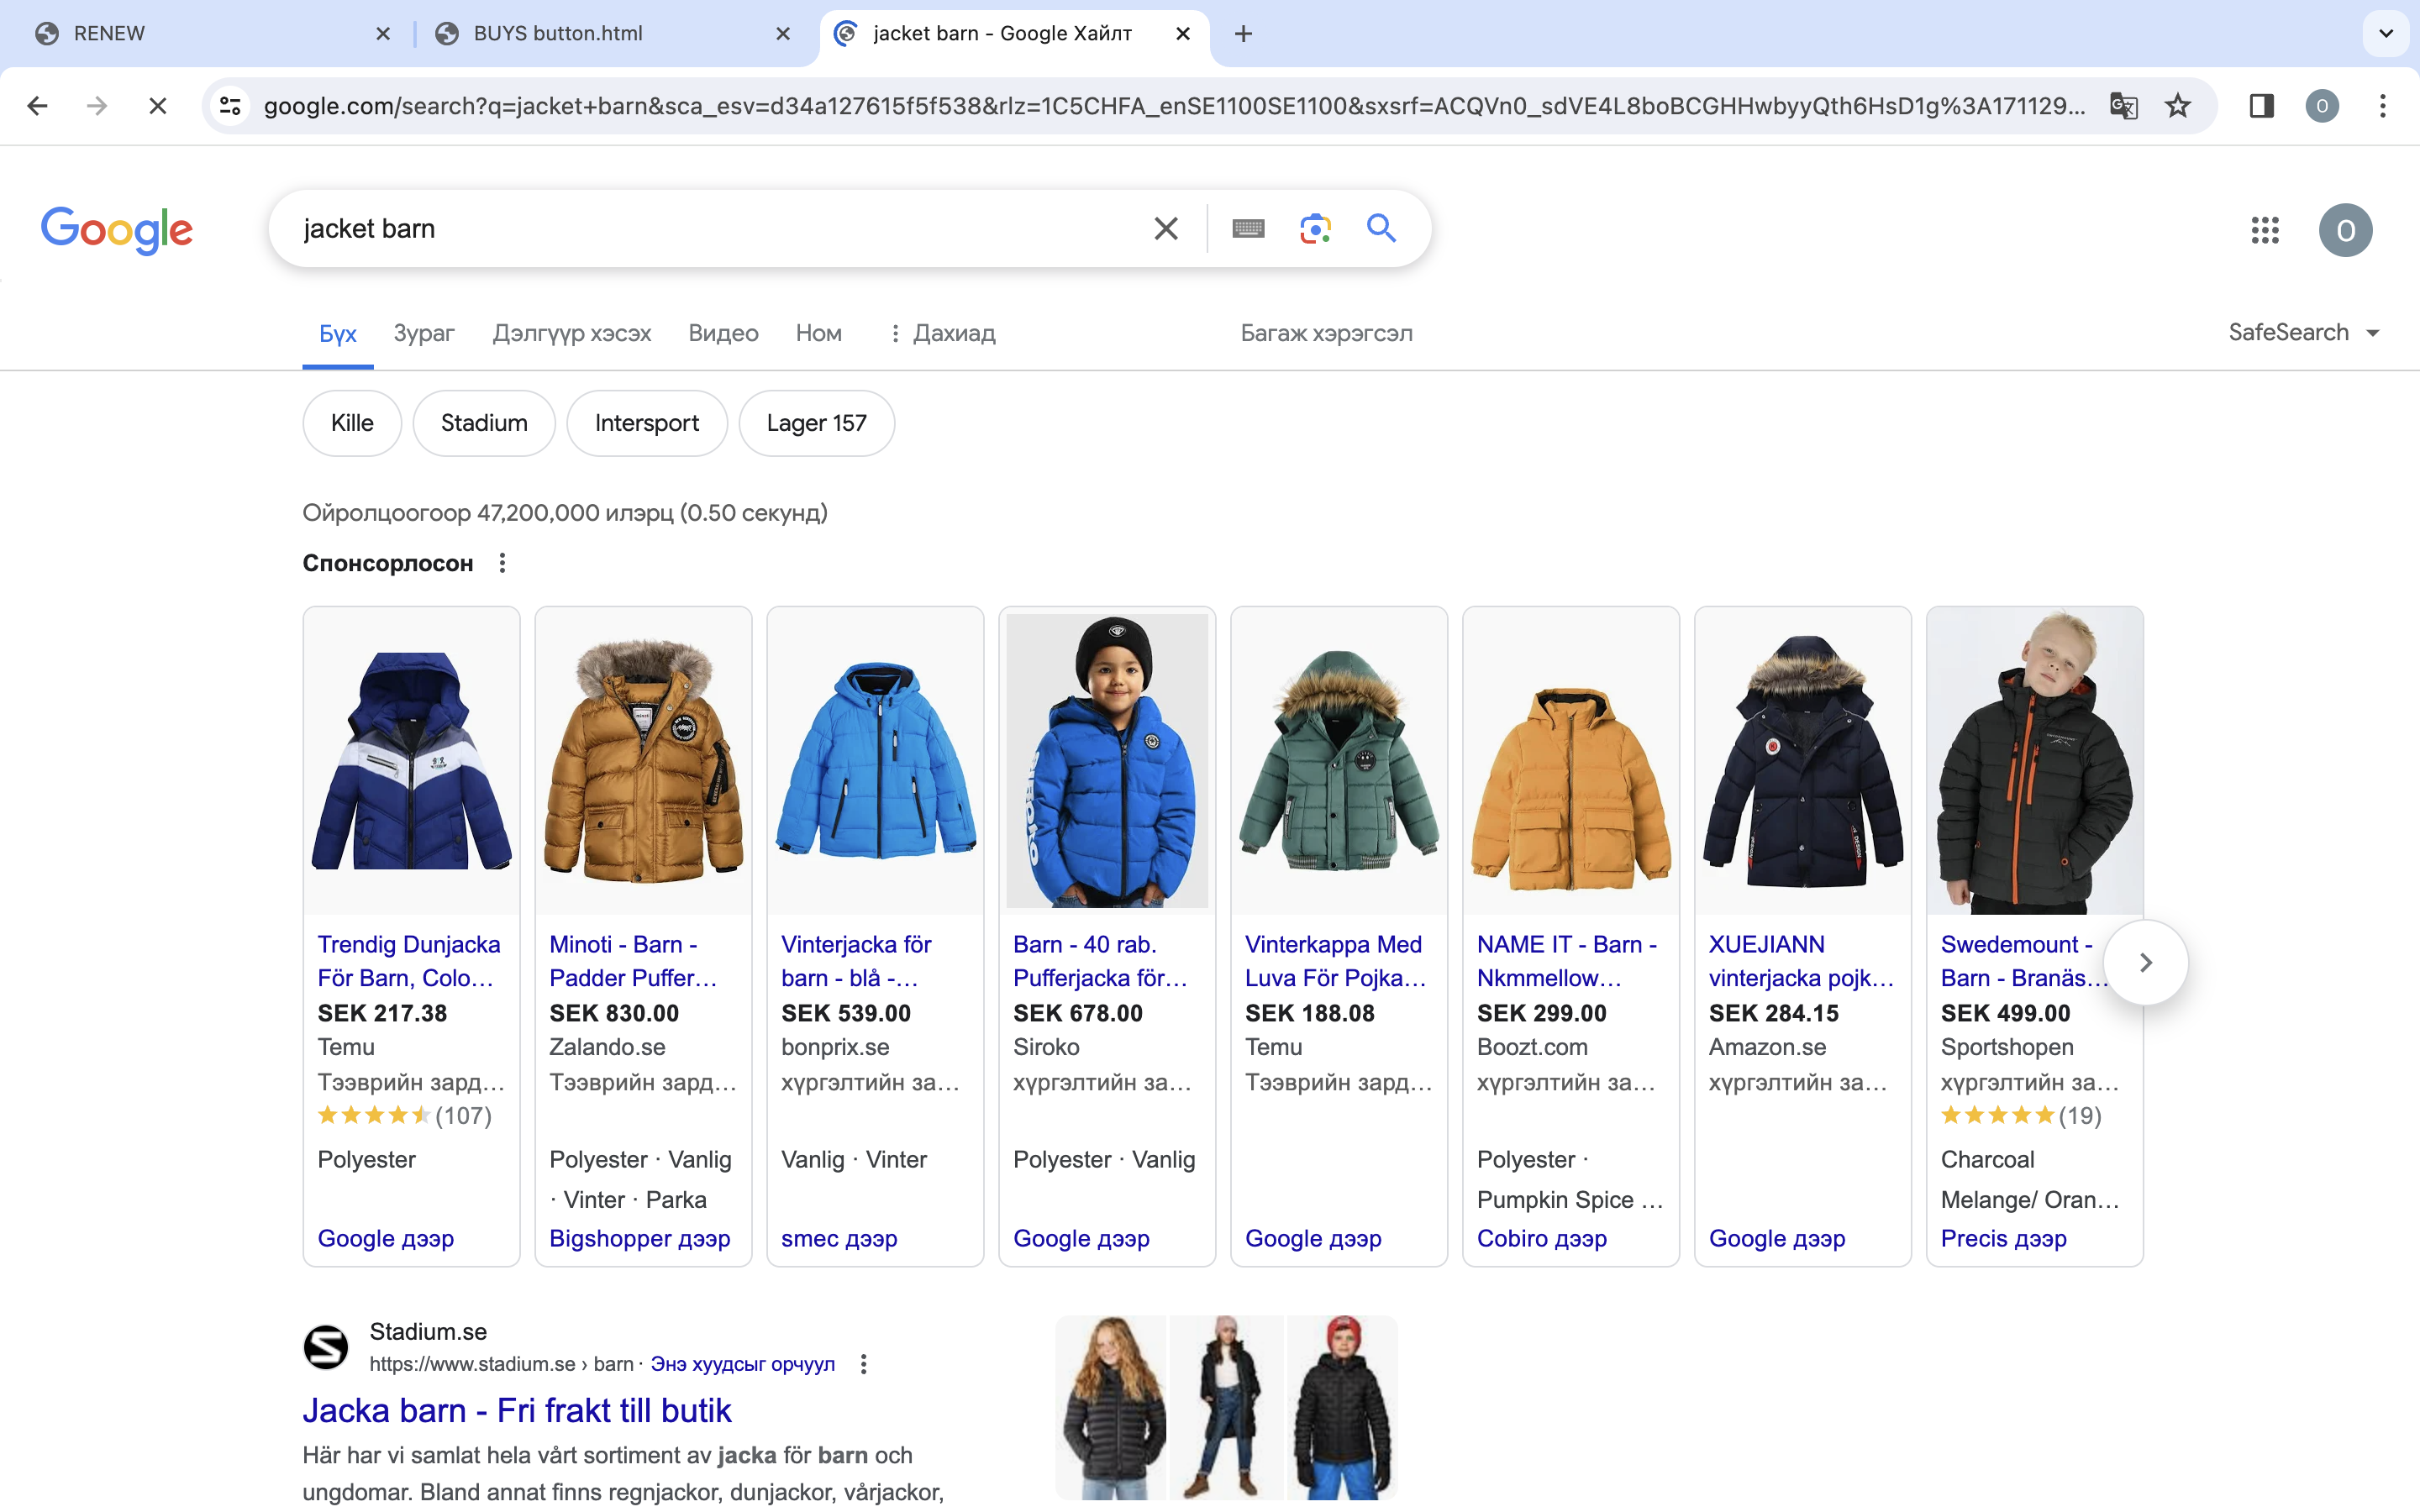 RENEW
BUYS button.html
jacket barn - Google Хайлт
google.com/search?q=jacket+barn&sca_esv=d34a127615f5f538&rlz=1C5CHFA_enSE1100SE1100&sxsrf=ACQVn0_sdVE4L8boBCGHHwbyyQth6HsD1g%3A171129...
O
Google
jacket barn
O
Бүх
Зураг
Дэлгүүр хэсэх
Видео
Ном
Дахиад
Багаж хэрэгсэл
SafeSearch
Kille
Stadium
Intersport
Lager 157
Ойролцоогоор 47,200,000 илэрц (0.50 секунд)
Спонсорлосон
Trendig Dunjacka
För Barn, Colo...
SEK 217.38
Temu
Тээврийн зард...
(107)
Polyester
Google дээр
Minoti - Barn -
Padder Puffer...
SEK 830.00
Zalando.se
Тээврийн зард...
Polyester · Vanlig
· Vinter · Parka
Bigshopper дээр
Vinterjacka för
barn - blå -...
SEK 539.00
bonprix.se
хүргэлтийн за...
Vanlig · Vinter
smec дээр
Barn - 40 rab.
Pufferjacka för...
SEK 678.00
Siroko
хүргэлтийн за...
Polyester · Vanlig
Google дээр
Vinterkappa Med
Luva För Pojka...
SEK 188.08
Temu
Тээврийн зард...
Google дээр
NAME IT - Barn -
Nkmmellow...
SEK 299.00
Boozt.com
хүргэлтийн за...
Polyester ·
Pumpkin Spice ...
Cobiro дээр
XUEJIANN
vinterjacka pojk...
SEK 284.15
Amazon.se
хүргэлтийн за...
Google дээр
Swedemount -
Barn - Branäs...
SEK 499.00
Sportshopen
хүргэлтийн за...
(19)
Charcoal
Melange/ Oran...
Precis дээр
Stadium.se
https://www.stadium.se › barn · Энэ хуудсыг орчуул
Jacka barn - Fri frakt till butik
Här har vi samlat hela vårt sortiment av jacka för barn och
ungdomar. Bland annat finns regnjackor, dunjackor, vårjackor,